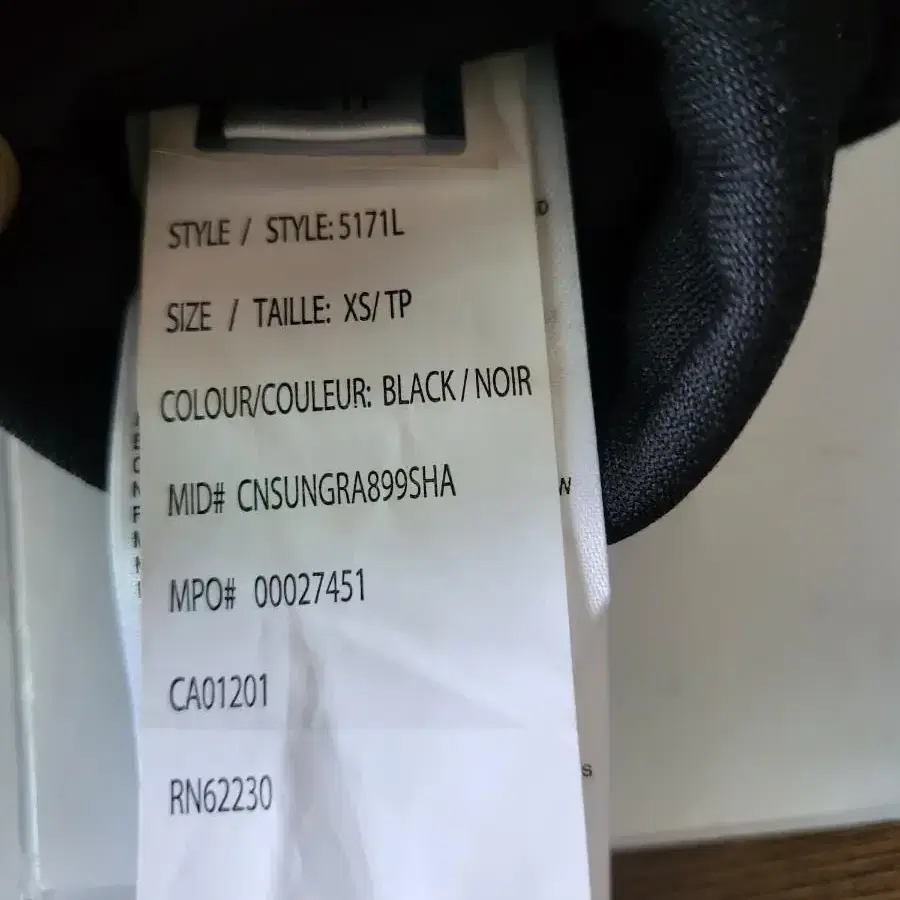 STYLE / STYLE: 5171L
SIZE / TAILLE: XS/TP
COLOUR/COULEUR: BLACK / NOIR
MID# CNSUNGRA899SHA
MPO# 00027451
CA01201
RN62230